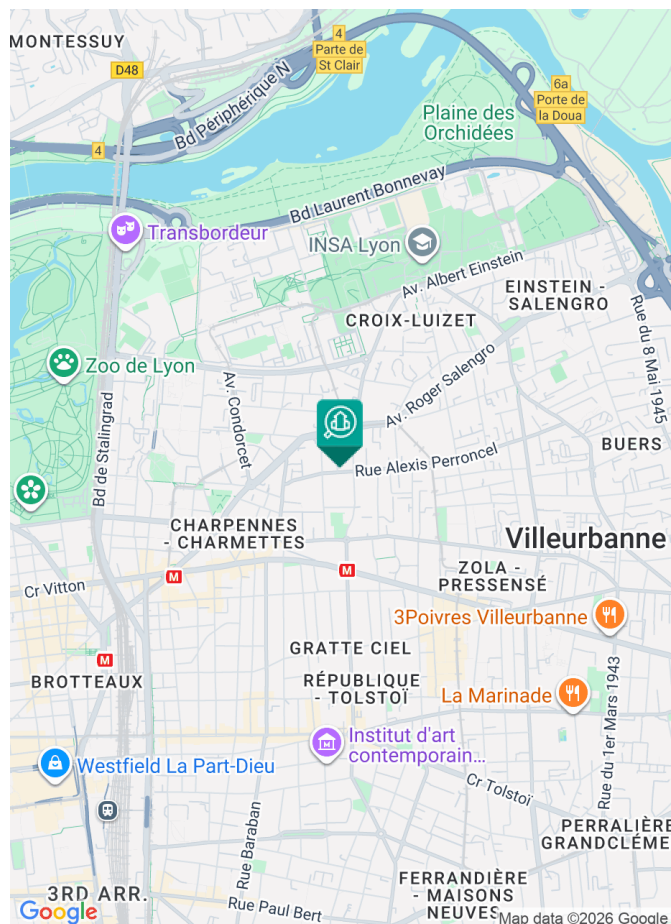 MONTESSUY
4
Parte de
St Clair
D48
Bd Périphérique N
6a
Porte de
la Doua
Plaine des
Orchidées
4
Bd Laurent Bonnevay
Transbordeur
INSA Lyon
Av. Albert Einstein
EINSTEIN -
SALENGRO
CROIX-LUIZET
Rue du 8 Mai 1945
Zoo de Lyon
Av. Condorcet
Av. Roger Salengro
Bd de Stalingrad
BUERS
Rue Alexis Perroncel
CHARPENNES
- CHARMETTES
Villeurbanne
M
M
ZOLA -
PRESSENSÉ
Cr Vitton
3Poivres Villeurbanne
GRATTE CIEL
M
BROTTEAUX
RÉPUBLIQUE
- TOLSTOÏ
La Marinade
Rue du 1er Mars 1943
Institut d'art
contemporain...
Westfield La Part-Dieu
Cr Tolstoï
Rue Baraban
PERRALIÈRE
GRANDCLÉME
3RD ARR.
FERRANDIÈRE
- MAISONS
NEUVES
Rue Paul Bert
Google
Map data ©2026 Google